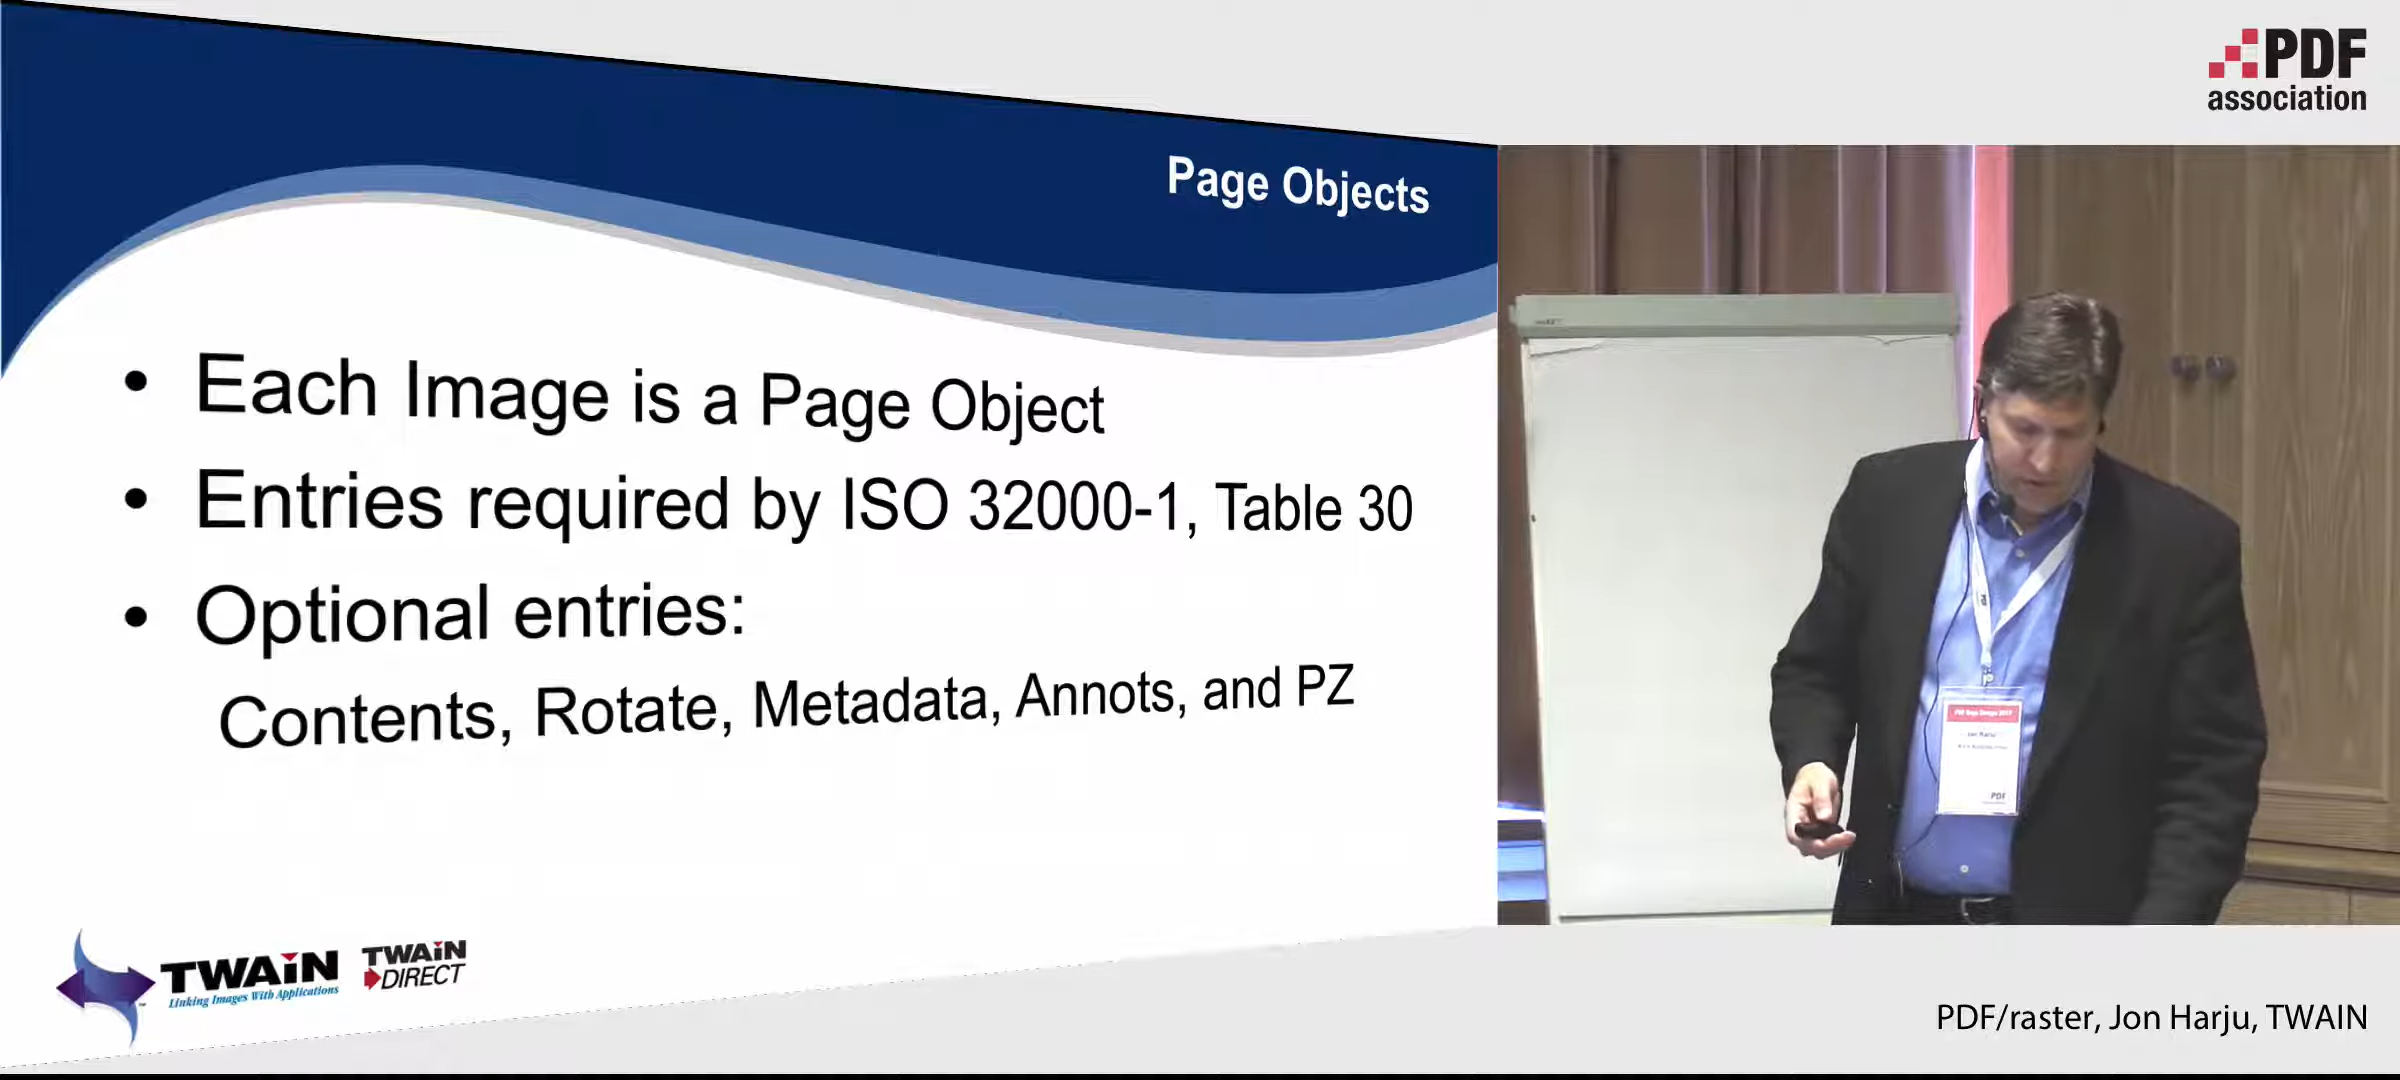 PDF
association
Page Objects
• Each Image is a Page Object
• Entries required by ISO 32000-1, Table 30
• Optional entries:
Contents, Rotate, Metadata, Annots, and PZ
TWAIN
Linking Images With Applications
TWAIN
DIRECT
PDF
PDF/raster, Jon Harju, TWAIN